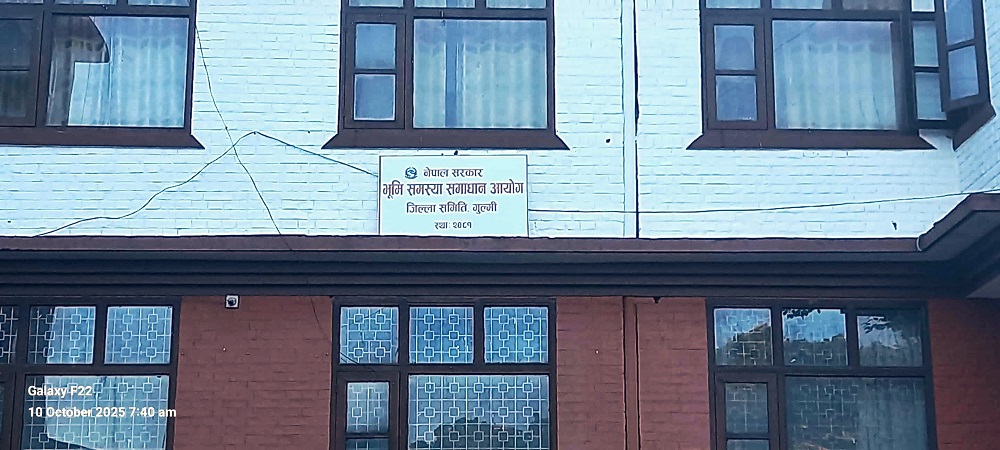 नेपाल सरकार
भूमि समस्या समाधान आयोग
जिल्ला समिति, गुल्मी
स्थाः २०८१
Galaxy F22
10 October 2025 7:40 am